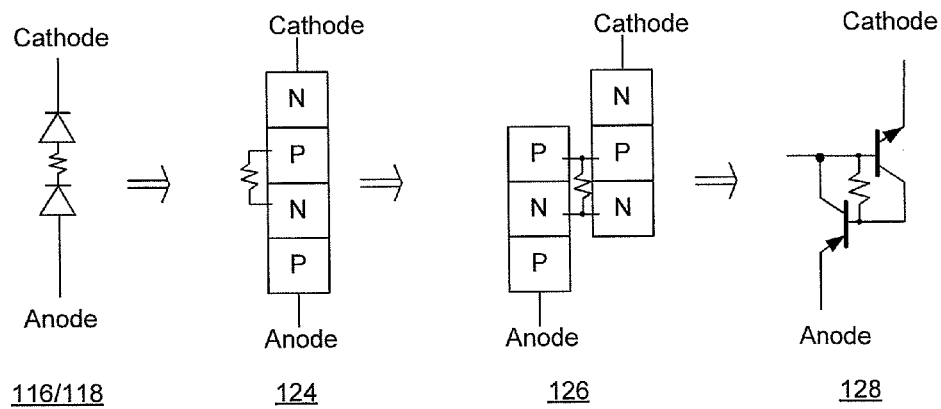 Cathode
Anode
116/118
Cathode
N
P
N
P
Anode
124
Cathode
N
P P
N N
P
Anode
126
Cathode
Anode
128